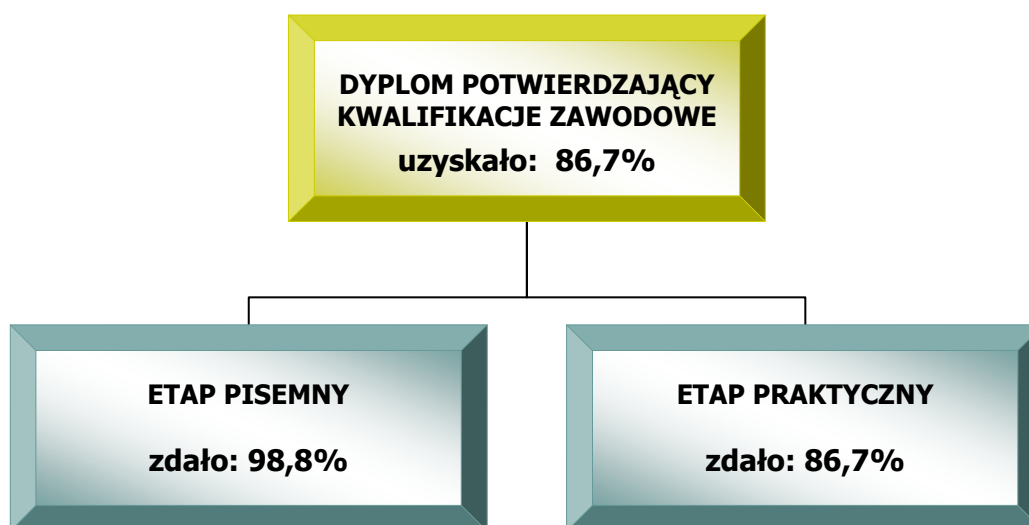 DYPLOM POTWIERDZAJĄCY
KWALIFIKACJE ZAWODOWE
uzyskało: 86,7%
ETAP PISEMNY
zdało: 98,8%
ETAP PRAKTYCZNY
zdało: 86,7%